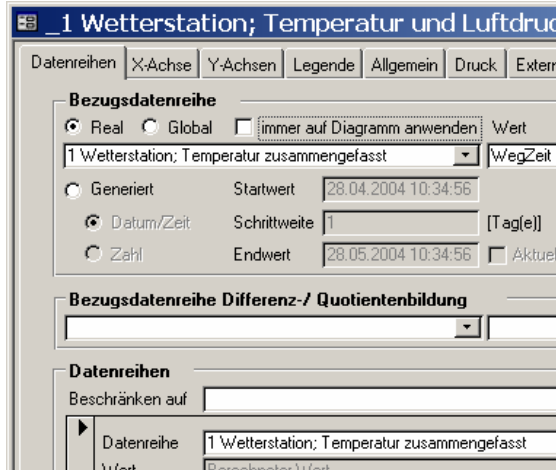 _1 Wetterstation; Temperatur und Luftdruc
Datenreihen X-Achse Y-Achsen Legende Allgemein Druck Extern
Bezugsdatenreihe
Real Global immer auf Diagramm anwenden Wert
1 Wetterstation; Temperatur zusammengefasst WegZeit
Generiert Startwert 28.04.2004 10:34:56
Datum/Zeit Schrittweite 1 [Tag(e)]
Zahl Endwert 28.05.2004 10:34:56 Aktuel
Bezugsdatenreihe Differenz-/ Quotientenbildung
Datenreihen
Beschränken auf
Datenreihe 1 Wetterstation; Temperatur zusammengefasst
Wert Berechneter Wert